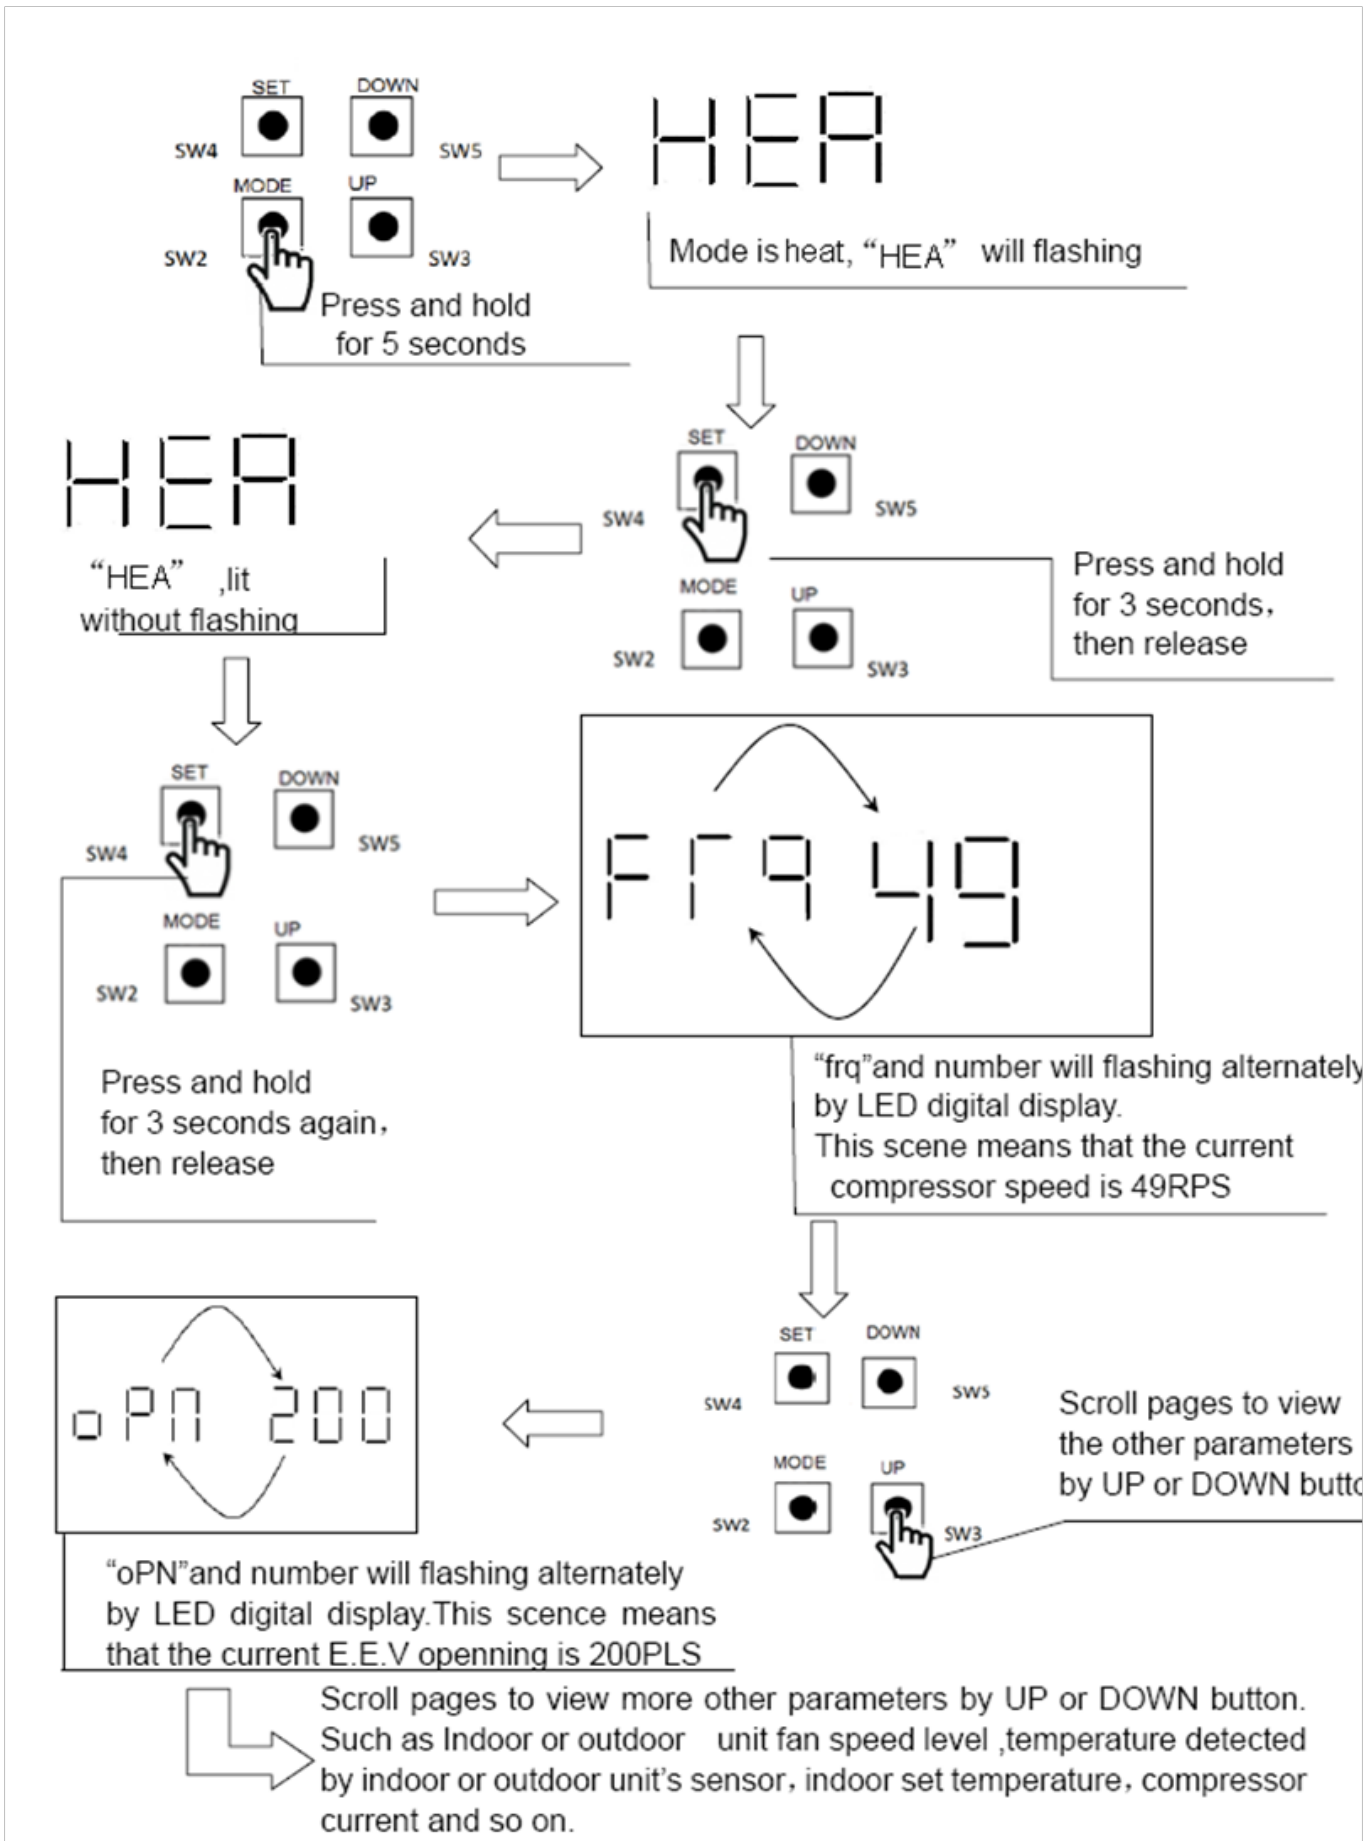 SET DOWN
SW4 SW5
MODE UP
SW2 SW3
Press and hold
for 5 seconds
HEA
Mode is heat, “HEA” will flashing
SET DOWN
SW4 SW5
MODE UP
SW2 SW3
Press and hold
for 3 seconds,
then release
HEA
“HEA” ,lit
without flashing
SET DOWN
SW4 SW5
MODE UP
SW2 SW3
Press and hold
for 3 seconds again,
then release
Frq 49
“frq”and number will flashing alternately
by LED digital display.
This scene means that the current
compressor speed is 49RPS
SET DOWN
SW4 SW5
MODE UP
SW2 SW3
Scroll pages to view
the other parameters
by UP or DOWN butto
oPN 200
“oPN”and number will flashing alternately
by LED digital display.This scence means
that the current E.E.V openning is 200PLS
Scroll pages to view more other parameters by UP or DOWN button.
Such as Indoor or outdoor unit fan speed level ,temperature detected
by indoor or outdoor unit's sensor, indoor set temperature, compressor
current and so on.